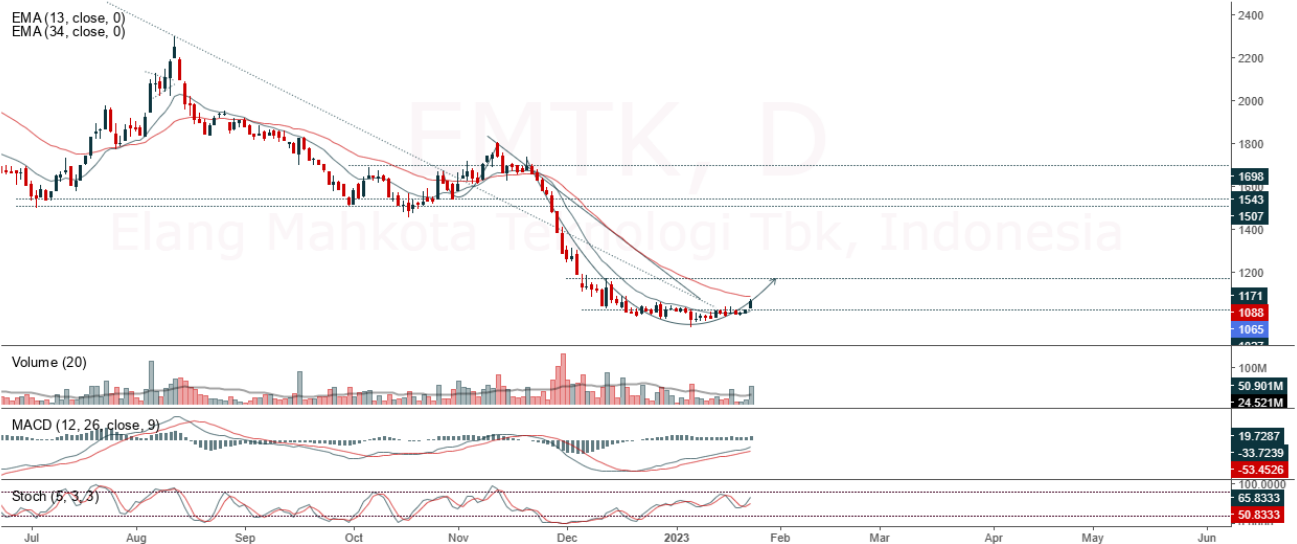 EMA (13, close, 0)
EMA (34, close, 0)
EMTK, D
Elang Mahkota Teknologi Tbk, Indonesia
2400
2200
2000
1800
1698
1600
1543
1507
1400
1200
1171
1088
1065
Volume (20)
100M
50.901M
24.521M
MACD (12, 26, close, 9)
19.7287
-33.7239
-53.4526
Stoch (5, 3, 3)
100.0000
65.8333
50.8333
Jul
Aug
Sep
Oct
Nov
Dec
2023
Feb
Mar
Apr
May
Jun